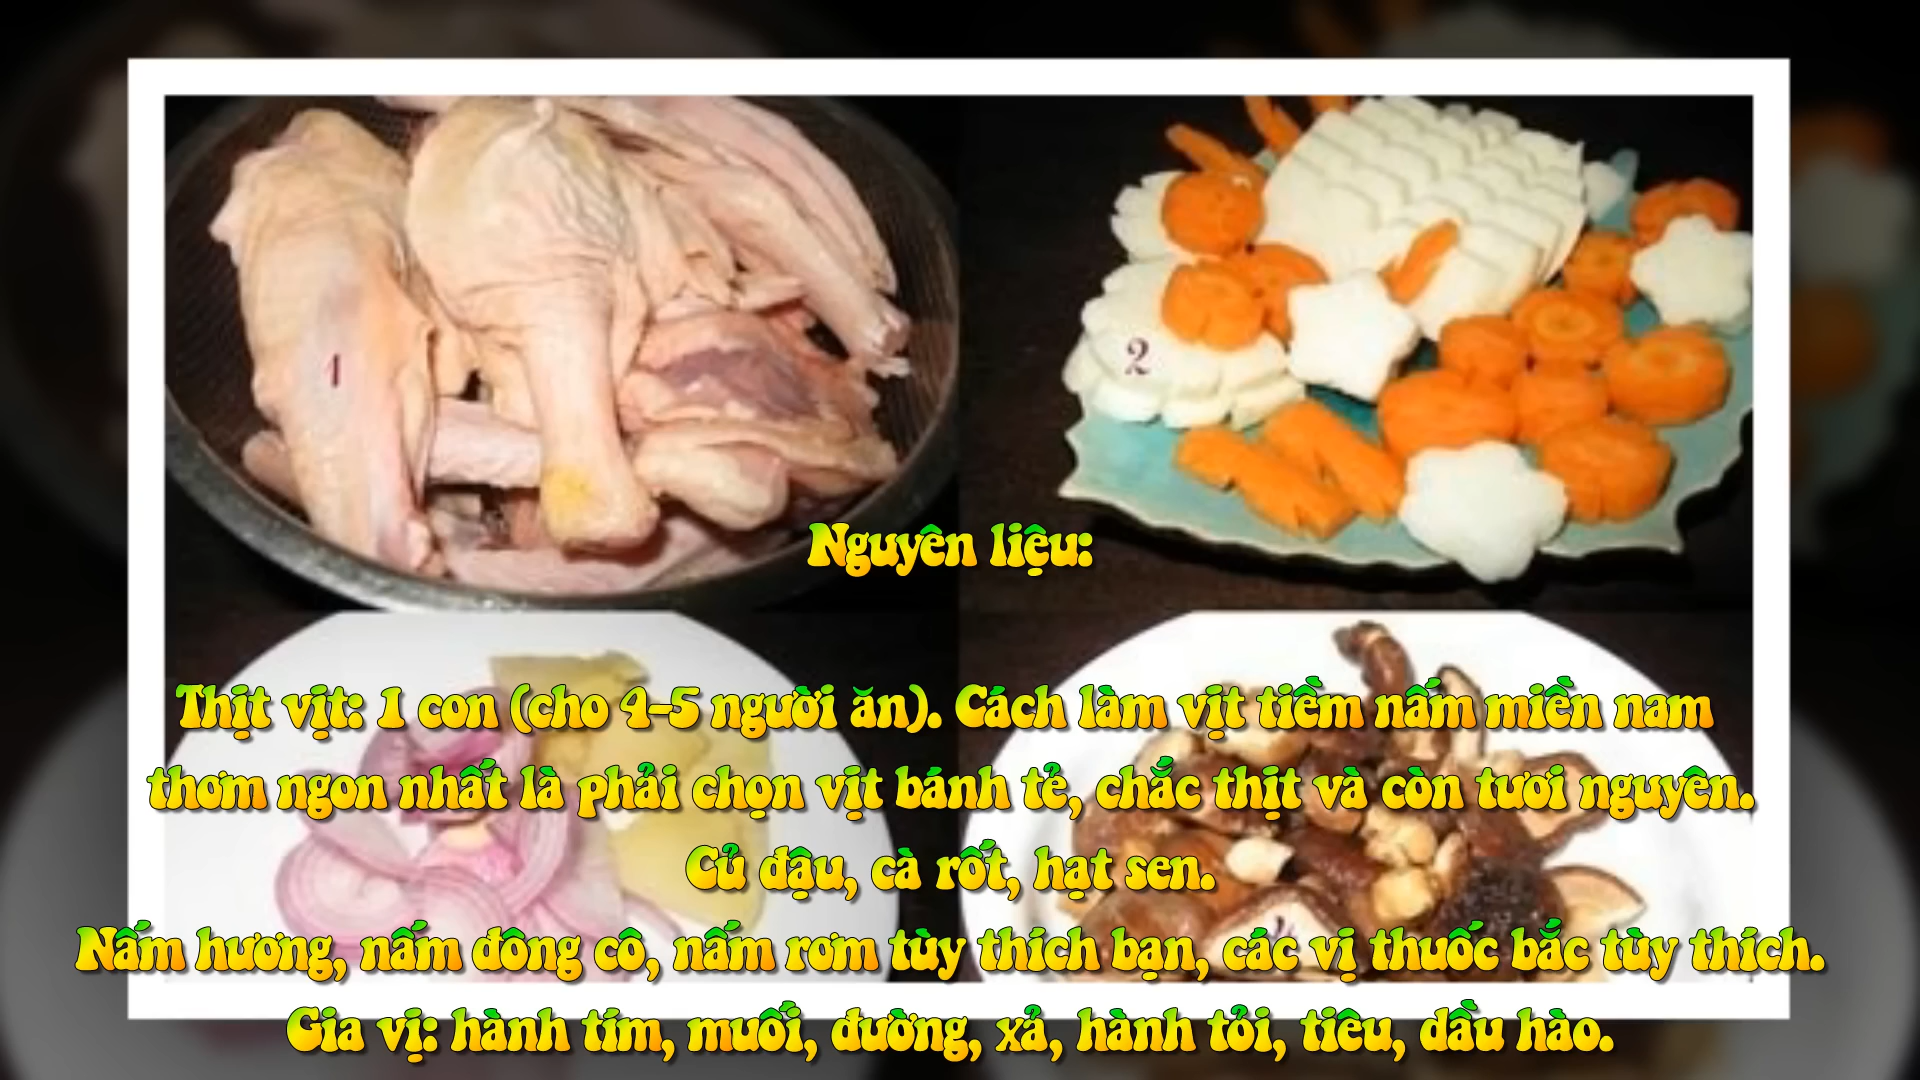 1
2
Nguyên liệu:
Thịt vịt: 1 con (cho 4-5 người ăn). Cách làm vịt tiềm nấm miền nam
thơm ngon nhất là phải chọn vịt bánh tẻ, chắc thịt và còn tươi nguyên.
Củ đậu, cà rốt, hạt sen.
Nấm hương, nấm đông cô, nấm rơm tùy thích bạn, các vị thuốc bắc tùy thích.
Gia vị: hành tím, muối, đường, xả, hành tỏi, tiêu, dầu hào.